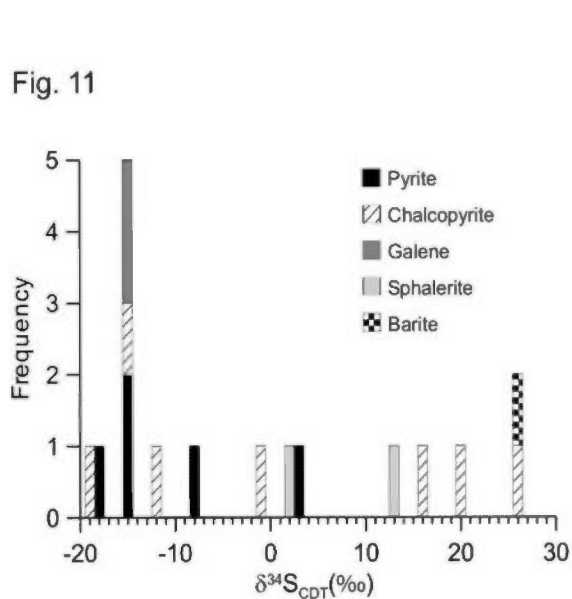 Fig. 11
5
4
3
2
1
0
Frequency
Pyrite
Chalcopyrite
Galene
Sphalerite
Barite
-20 -10 0 10 20 30
δ³⁴S_CDT(‰)